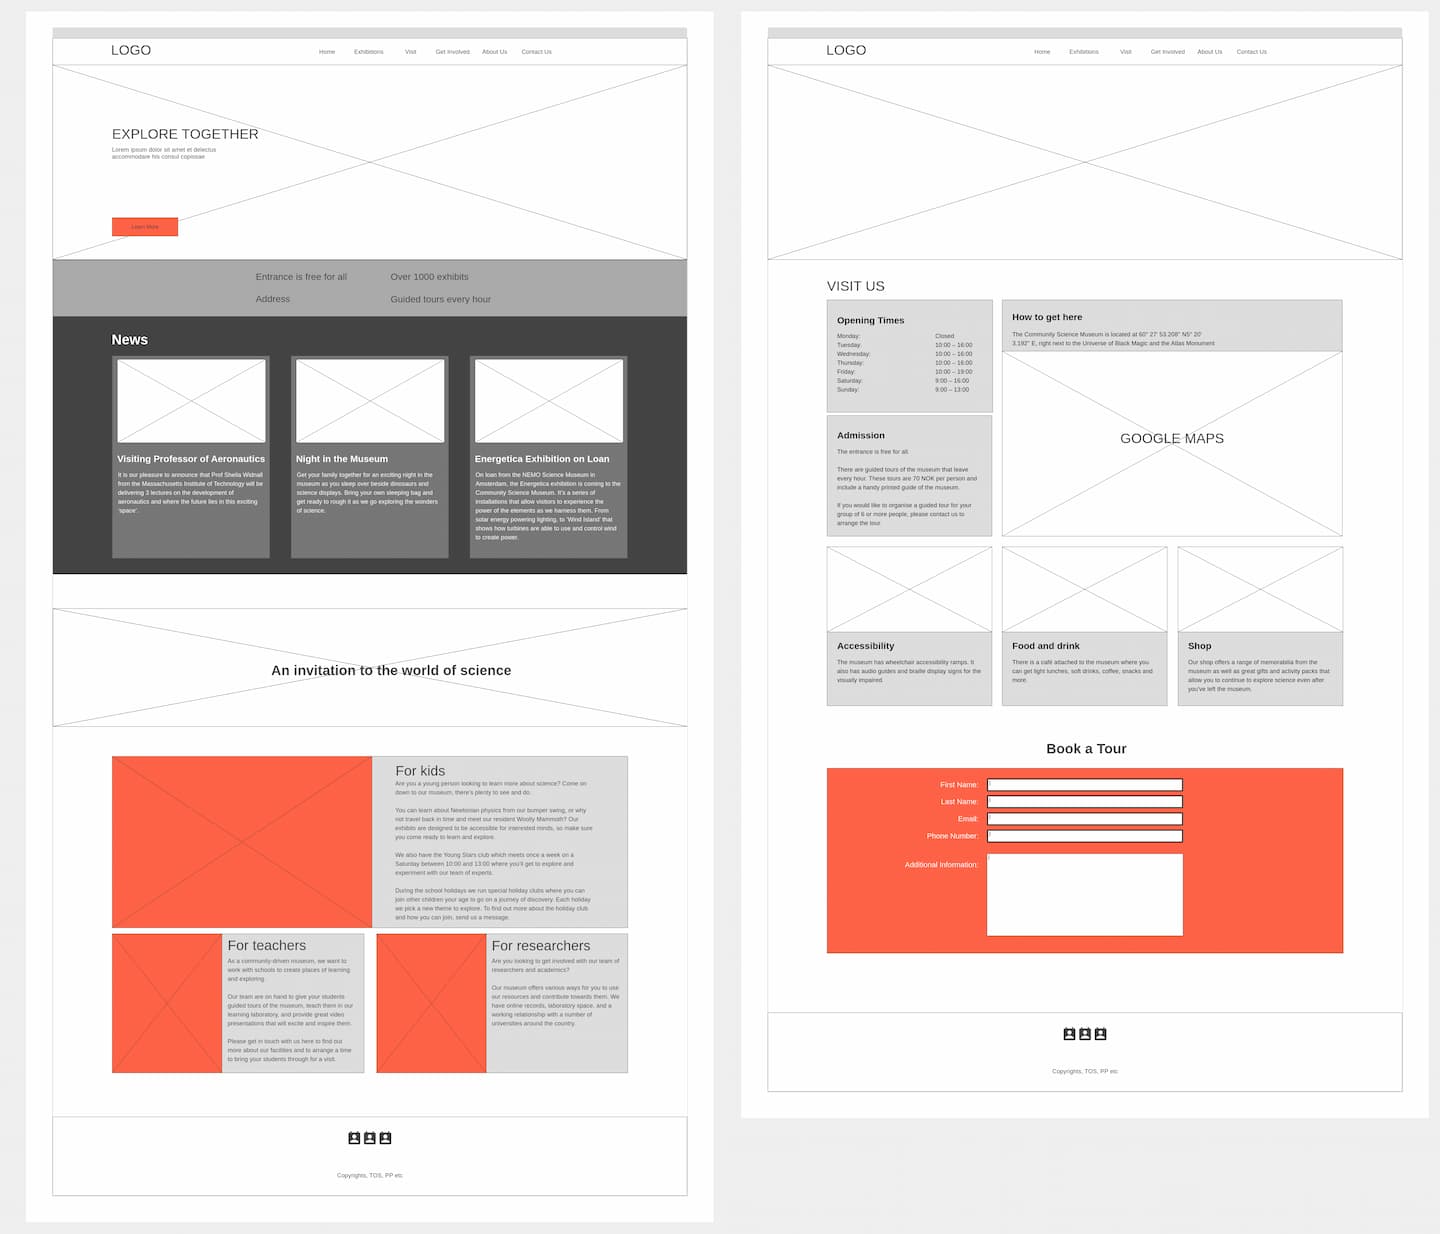 LOGO
Home Exhibitions Visit Get Involved About Us Contact Us
EXPLORE TOGETHER
Lorem ipsum dolor sit amet et delectus
accommodare his consul copiosae
Learn More
Entrance is free for all
Over 1000 exhibits
Address
Guided tours every hour
News
Visiting Professor of Aeronautics
It is our pleasure to announce that Prof Sheila Widnall
from the Massachusetts Institute of Technology will be
delivering 3 lectures on the development of
aeronautics and where the future lies in this exciting
'space'.
Night in the Museum
Get your family together for an exciting night in the
museum as you sleep over beside dinosaurs and
science displays. Bring your own sleeping bag and
get ready to rough it as we go exploring the wonders
of science.
Energetica Exhibition on Loan
On loan from the NEMO Science Museum in
Amsterdam, the Energetica exhibition is coming to the
Community Science Museum. It's a series of
installations that allow visitors to experience the
power of the elements as we harness them. From
solar energy powering lighting, to 'Wind Island' that
shows how turbines are able to use and control wind
to create power.
An invitation to the world of science
For kids
Are you a young person looking to learn more about science? Come on
down to our museum, there's plenty to see and do.
You can learn about Newtonian physics from our bumper swing, or why
not travel back in time and meet our resident Woolly Mammoth? Our
exhibits are designed to be accessible for interested minds, so make sure
you come ready to learn and explore.
We also have the Young Stars club which meets once a week on a
Saturday between 10:00 and 13:00 where you'll get to explore and
experiment with our team of experts.
During the school holidays we run special holiday clubs where you can
join other children your age to go on a journey of discovery. Each holiday
we pick a new theme to explore. To find out more about the holiday club
and how you can join, send us a message.
For teachers
As a community-driven museum, we want to
work with schools to create places of learning
and exploring.
Our team are on hand to give your students
guided tours of the museum, teach them in our
learning laboratory, and provide great video
presentations that will excite and inspire them.
Please get in touch with us here to find out
more about our facilities and to arrange a time
to bring your students through for a visit.
For researchers
Are you looking to get involved with our team of
researchers and academics?
Our museum offers various ways for you to use
our resources and contribute towards them. We
have online records, laboratory space, and a
working relationship with a number of
universities around the country.
Copyrights, TOS, PP etc
LOGO
Home Exhibitions Visit Get Involved About Us Contact Us
VISIT US
Opening Times
Monday: Closed
Tuesday: 10:00 – 16:00
Wednesday: 10:00 – 16:00
Thursday: 10:00 – 16:00
Friday: 10:00 – 19:00
Saturday: 9:00 – 16:00
Sunday: 9:00 – 13:00
Admission
The entrance is free for all.
There are guided tours of the museum that leave
every hour. These tours are 70 NOK per person and
include a handy printed guide of the museum.
If you would like to organise a guided tour for your
group of 6 or more people, please contact us to
arrange the tour.
How to get here
The Community Science Museum is located at 60° 27' 53.208" N5° 20'
3.192" E, right next to the Universe of Black Magic and the Atlas Monument
GOOGLE MAPS
Accessibility
The museum has wheelchair accessibility ramps. It
also has audio guides and braille display signs for the
visually impaired.
Food and drink
There is a café attached to the museum where you
can get light lunches, soft drinks, coffee, snacks and
more.
Shop
Our shop offers a range of memorabilia from the
museum as well as great gifts and activity packs that
allow you to continue to explore science even after
you've left the museum.
Book a Tour
First Name:
Last Name:
Email:
Phone Number:
Additional Information:
Copyrights, TOS, PP etc